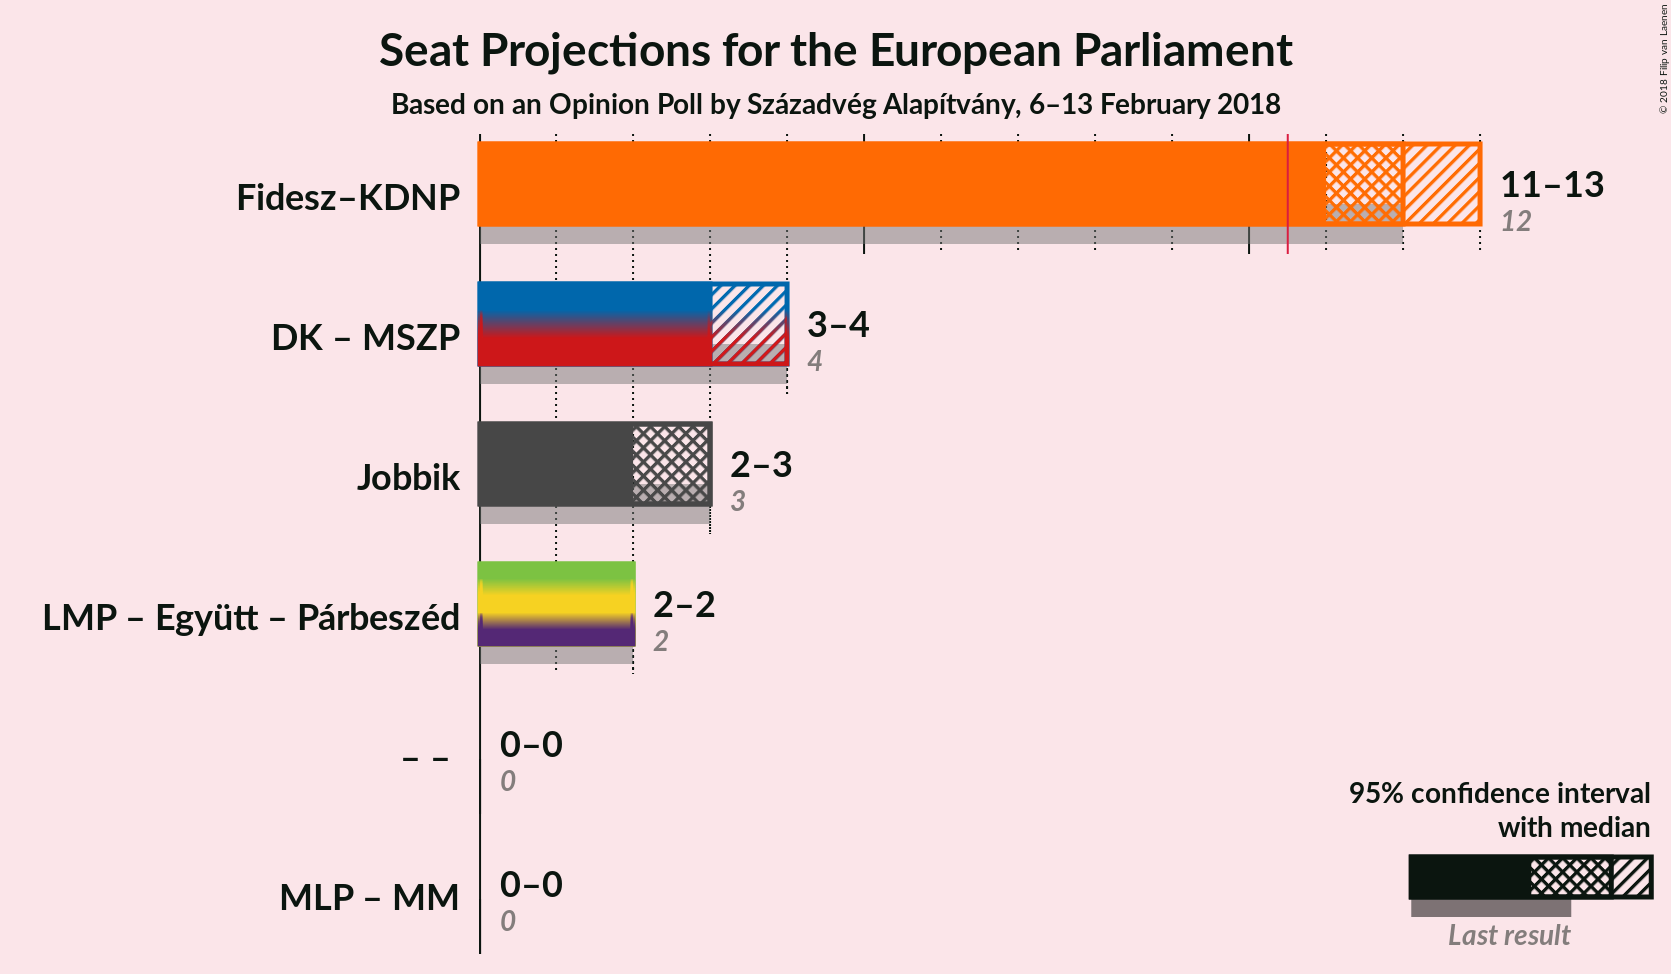 Seat Projections for the European Parliament
Based on an Opinion Poll by Századvég Alapítvány, 6–13 February 2018
© 2018 Filip van Laenen
Fidesz–KDNP
11–13
12
DK – MSZP
3–4
4
Jobbik
2–3
3
LMP – Együtt – Párbeszéd
2–2
2
– –
0–0
0
MLP – MM
0–0
0
95% confidence interval
with median
Last result